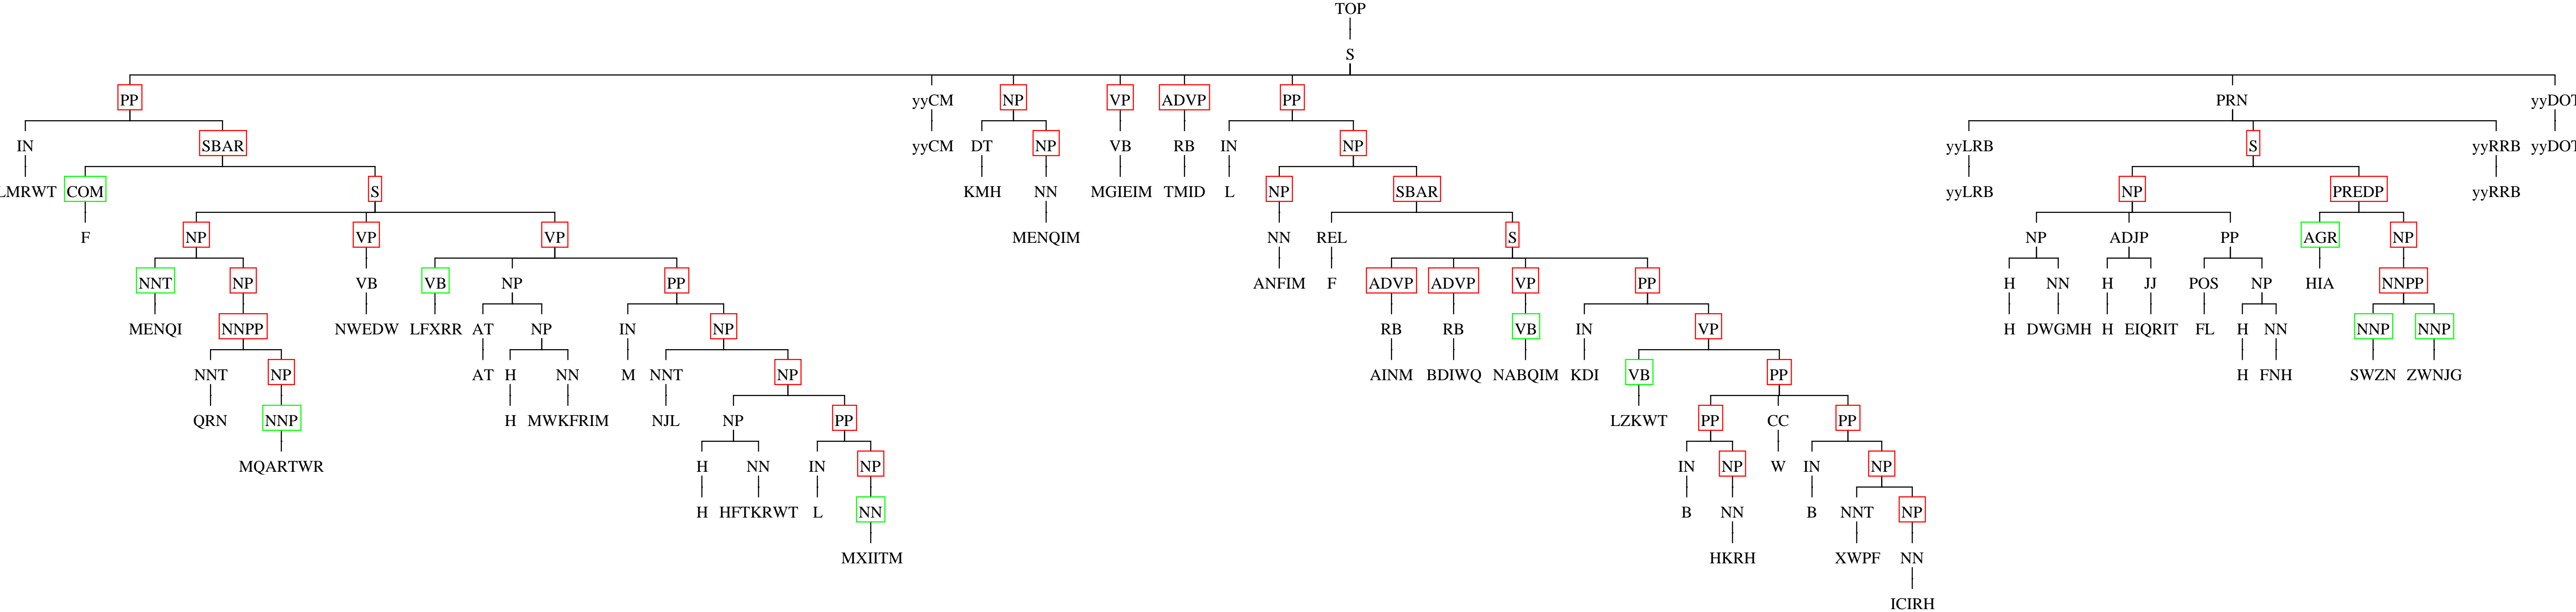 TOP
S
PP yyCM NP VP ADVP PP PRN yyDOT
IN SBAR yyCM DT NP VB RB IN NP yyLRB S yyRRB yyDOT
LMRWT COM S KMH NN MGIEIM TMID L NP SBAR yyLRB NP PREDP yyRRB
F NP VP VP MENQIM NN REL S NP ADJP PP AGR NP
NNT NP VB VB NP PP ANFIM F ADVP ADVP VP PP H NN H JJ POS NP HIA NNPP
MENQI NNPP NWEDW LFXRR AT NP IN NP RB RB VB IN VP H DWGMH H EIQRIT FL H NN NNP NNP
NNT NP AT H NN M NNT NP AINM BDIWQ NABQIM KDI VB PP H FNH SWZN ZWNJG
QRN NNP H MWKFRIM NJL NP PP LZKWT PP CC PP
MQARTWR H NN IN NP IN NP W IN NP
H HFTKRWT L NN B NN B NNT NP
MXIITM HKRH XWPF NN
ICIRH